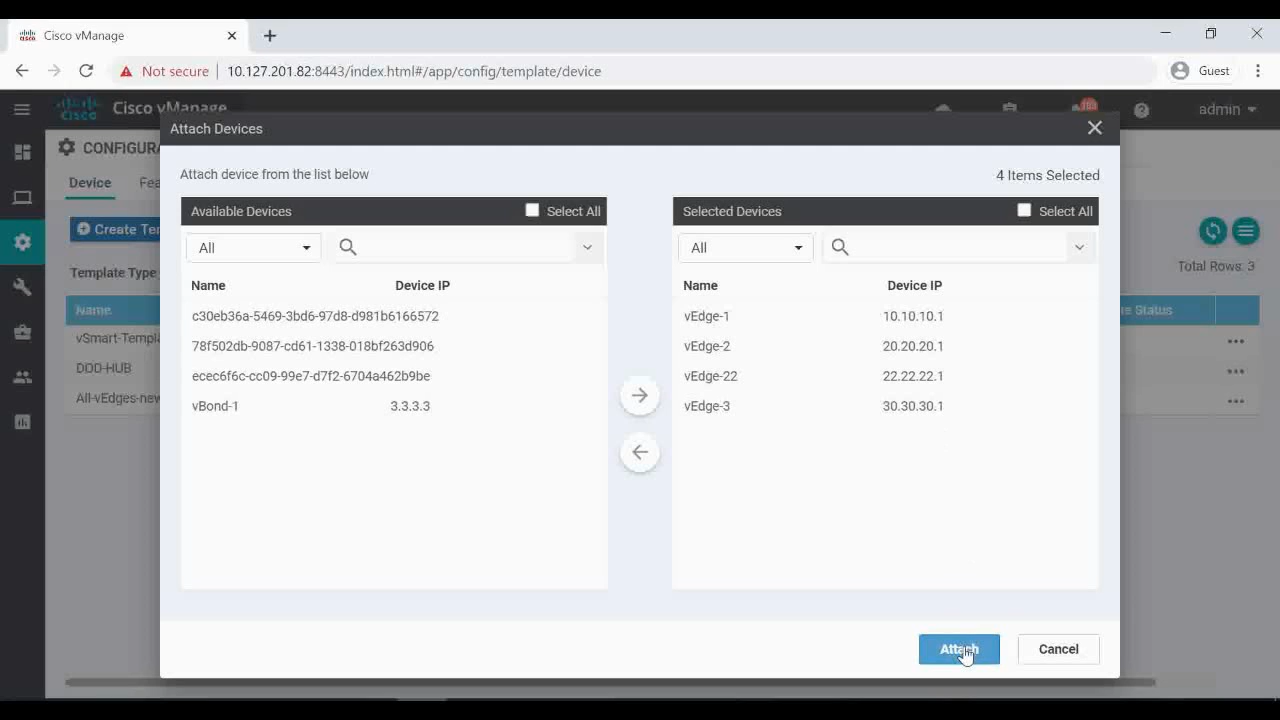 Cisco vManage
Not secure
10.127.201.82:8443/index.html#/app/config/template/device
Guest
cisco
Cisco vManage
admin
Attach Devices
CONFIGURA
Device
Attach device from the list below
4 Items Selected
Available Devices
Select All
Selected Devices
Select All
Create Ter
All
All
Template Type
Total Rows: 3
Name
Device IP
Name
Device IP
Name
Status
c30eb36a-5469-3bd6-97d8-d981b6166572
vEdge-1
10.10.10.1
vSmart-Templa
78f502db-9087-cd61-1338-018bf263d906
vEdge-2
20.20.20.1
DDD-HUB
ecec6f6c-cc09-99e7-d7f2-6704a462b9be
vEdge-22
22.22.22.1
All-vEdges-new
vBond-1
3.3.3.3
vEdge-3
30.30.30.1
Attach
Cancel